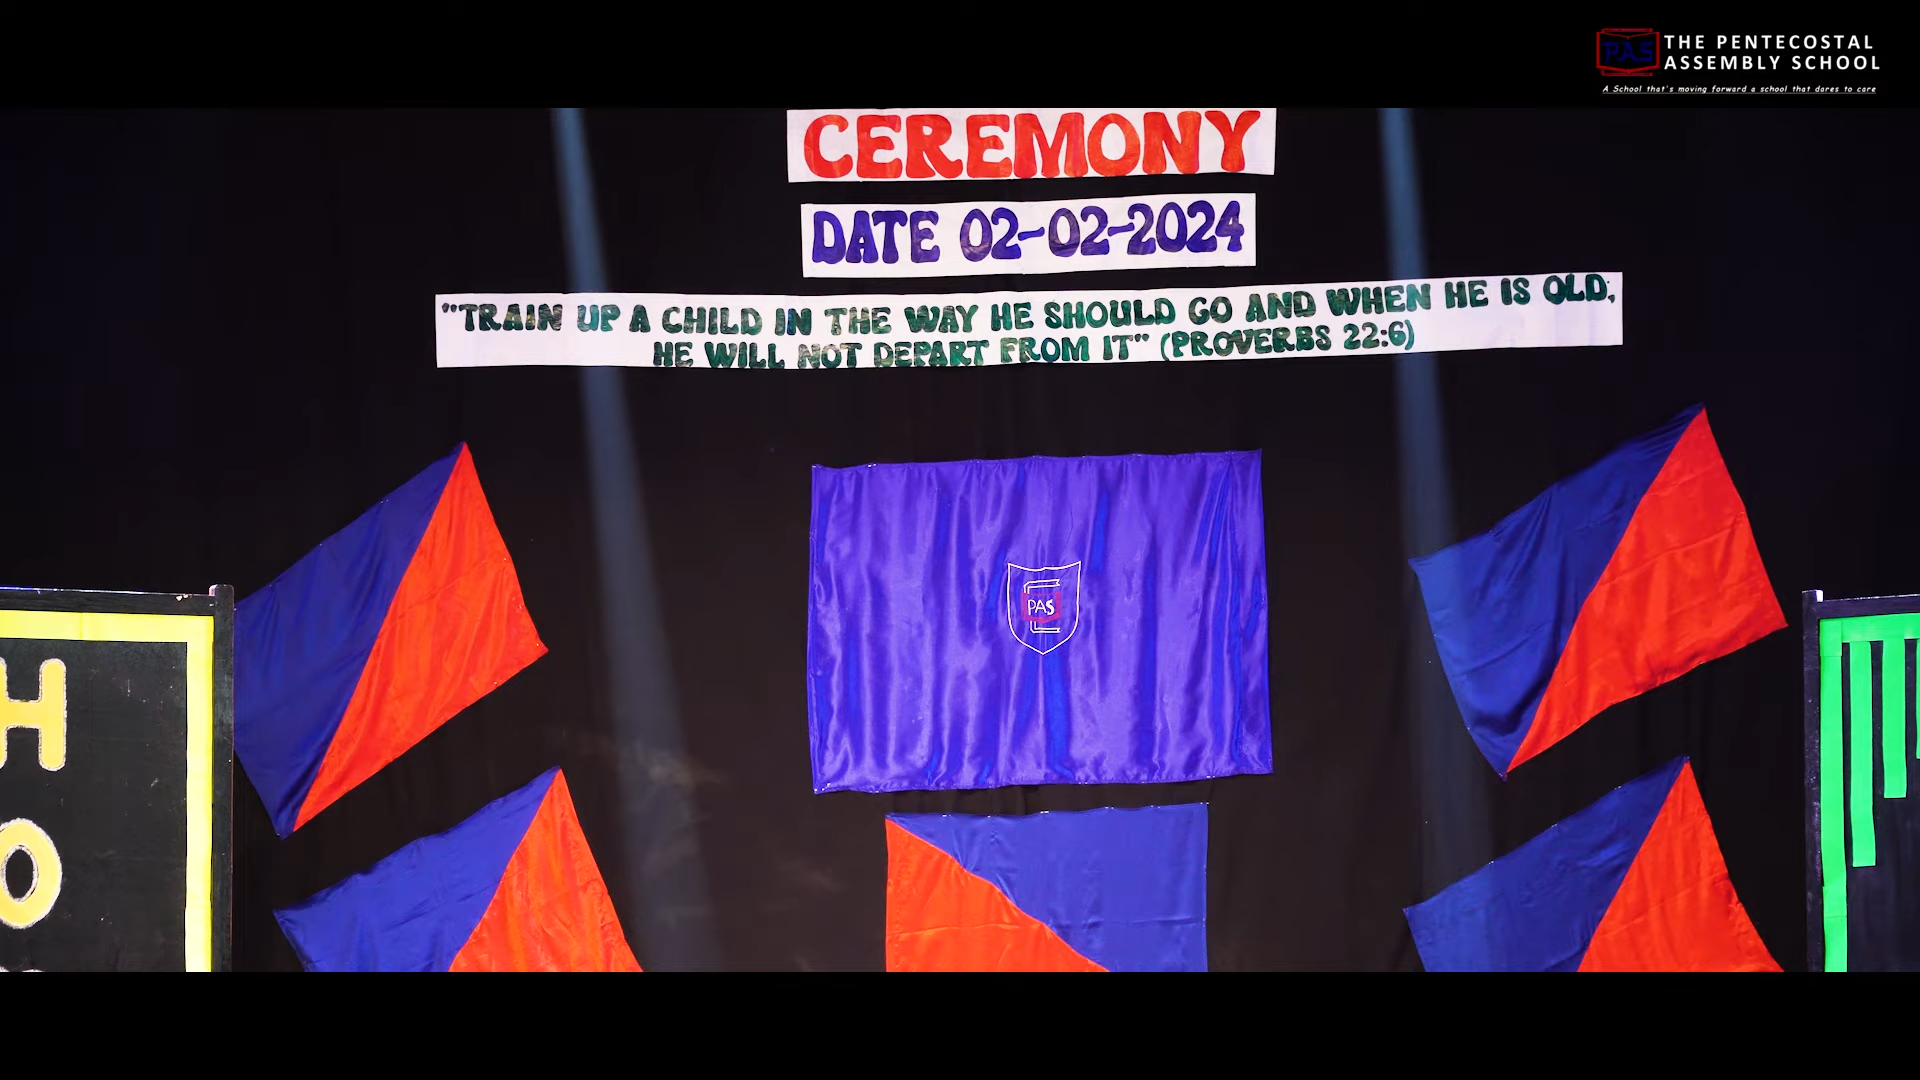 THE PENTECOSTAL
ASSEMBLY SCHOOL
A School that's moving forward a school that dares to care
PAS
CEREMONY
DATE 02-02-2024
"TRAIN UP A CHILD IN THE WAY HE SHOULD GO AND WHEN HE IS OLD;
HE WILL NOT DEPART FROM IT" (PROVERBS 22:6)
PAS
H
O